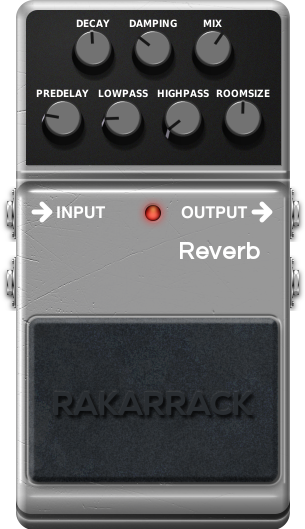 DECAY DAMPING MIX
PREDELAY LOWPASS HIGHPASS ROOMSIZE
INPUT OUTPUT
Reverb
RAKARRACK